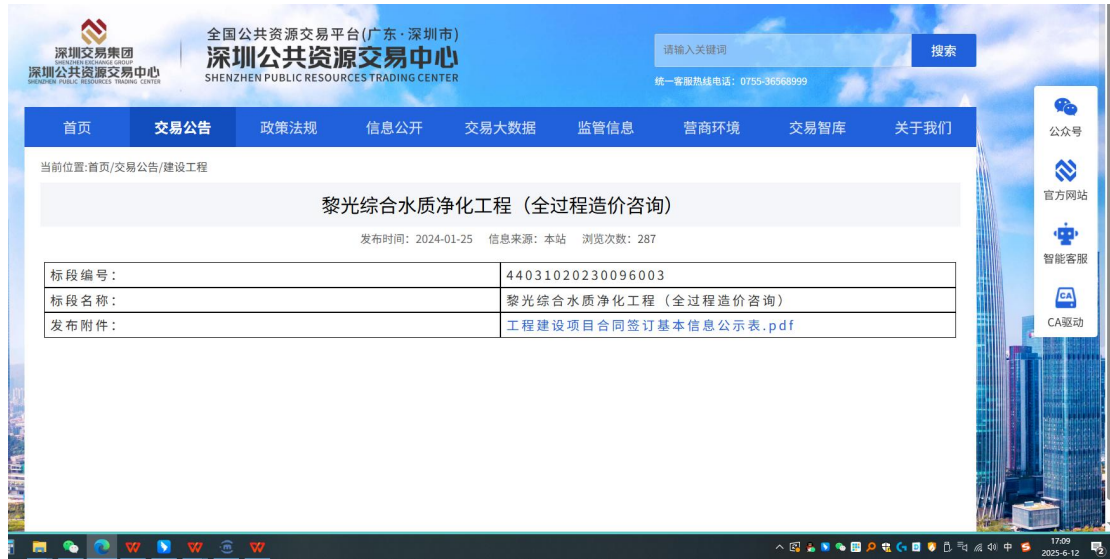 深圳交易集团
SHENZHEN EXCHANGE GROUP
深圳公共资源交易中心
SHENZHEN PUBLIC RESOURCES TRADING CENTER
全国公共资源交易平台(广东·深圳市)
深圳公共资源交易中心
SHENZHEN PUBLIC RESOURCES TRADING CENTER
请输入关键词
搜索
统一客服热线电话：0755-36568999
首页 交易公告 政策法规 信息公开 交易大数据 监管信息 营商环境 交易智库 关于我们
当前位置:首页/交易公告/建设工程
黎光综合水质净化工程（全过程造价咨询）
发布时间：2024-01-25 信息来源：本站 浏览次数：287
标段编号： 44031020230096003
标段名称： 黎光综合水质净化工程（全过程造价咨询）
发布附件： 工程建设项目合同签订基本信息公示表.pdf
公众号
官方网站
智能客服
CA
CA驱动
中
17:09
2025-6-12